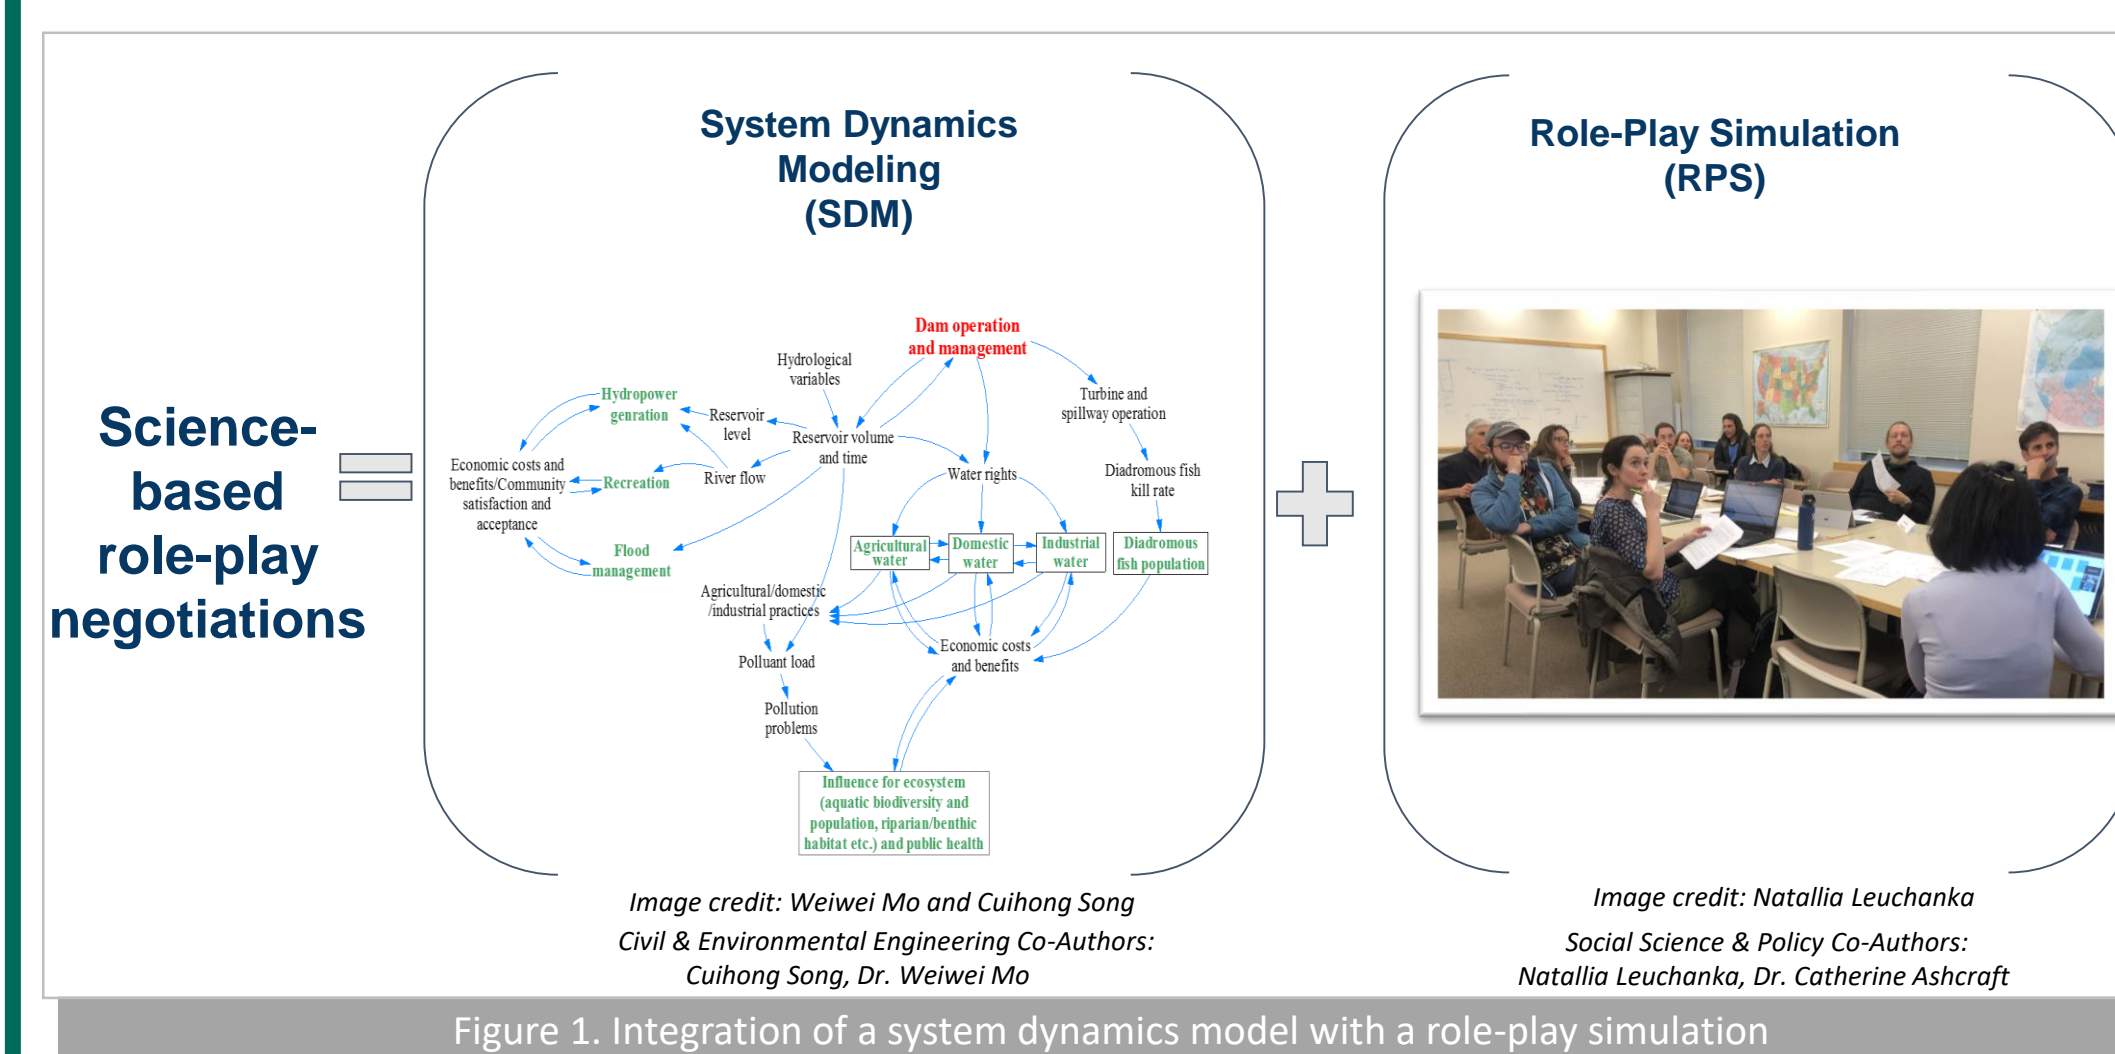 Science-
based
role-play
negotiations
System Dynamics
Modeling
(SDM)
Dam operation
and management
Hydrological
variables
Hydropower
genration
Reservoir
level
Turbine and
spillway operation
Reservoir volume
and time
Economic costs and
benefits/Community
satisfaction and
acceptance
Recreation
River flow
Water rights
Diadromous fish
kill rate
Flood
management
Agricultural
water
Domestic
water
Industrial
water
Diadromous
fish population
Agricultural/domestic
/industrial practices
Polluant load
Economic costs
and benefits
Pollution
problems
Influence for ecosystem
(aquatic biodiversity and
population, riparian/benthic
habitat etc.) and public health
Image credit: Weiwei Mo and Cuihong Song
Civil & Environmental Engineering Co-Authors:
Cuihong Song, Dr. Weiwei Mo
Role-Play Simulation
(RPS)
Image credit: Natallia Leuchanka
Social Science & Policy Co-Authors:
Natallia Leuchanka, Dr. Catherine Ashcraft
Figure 1. Integration of a system dynamics model with a role-play simulation